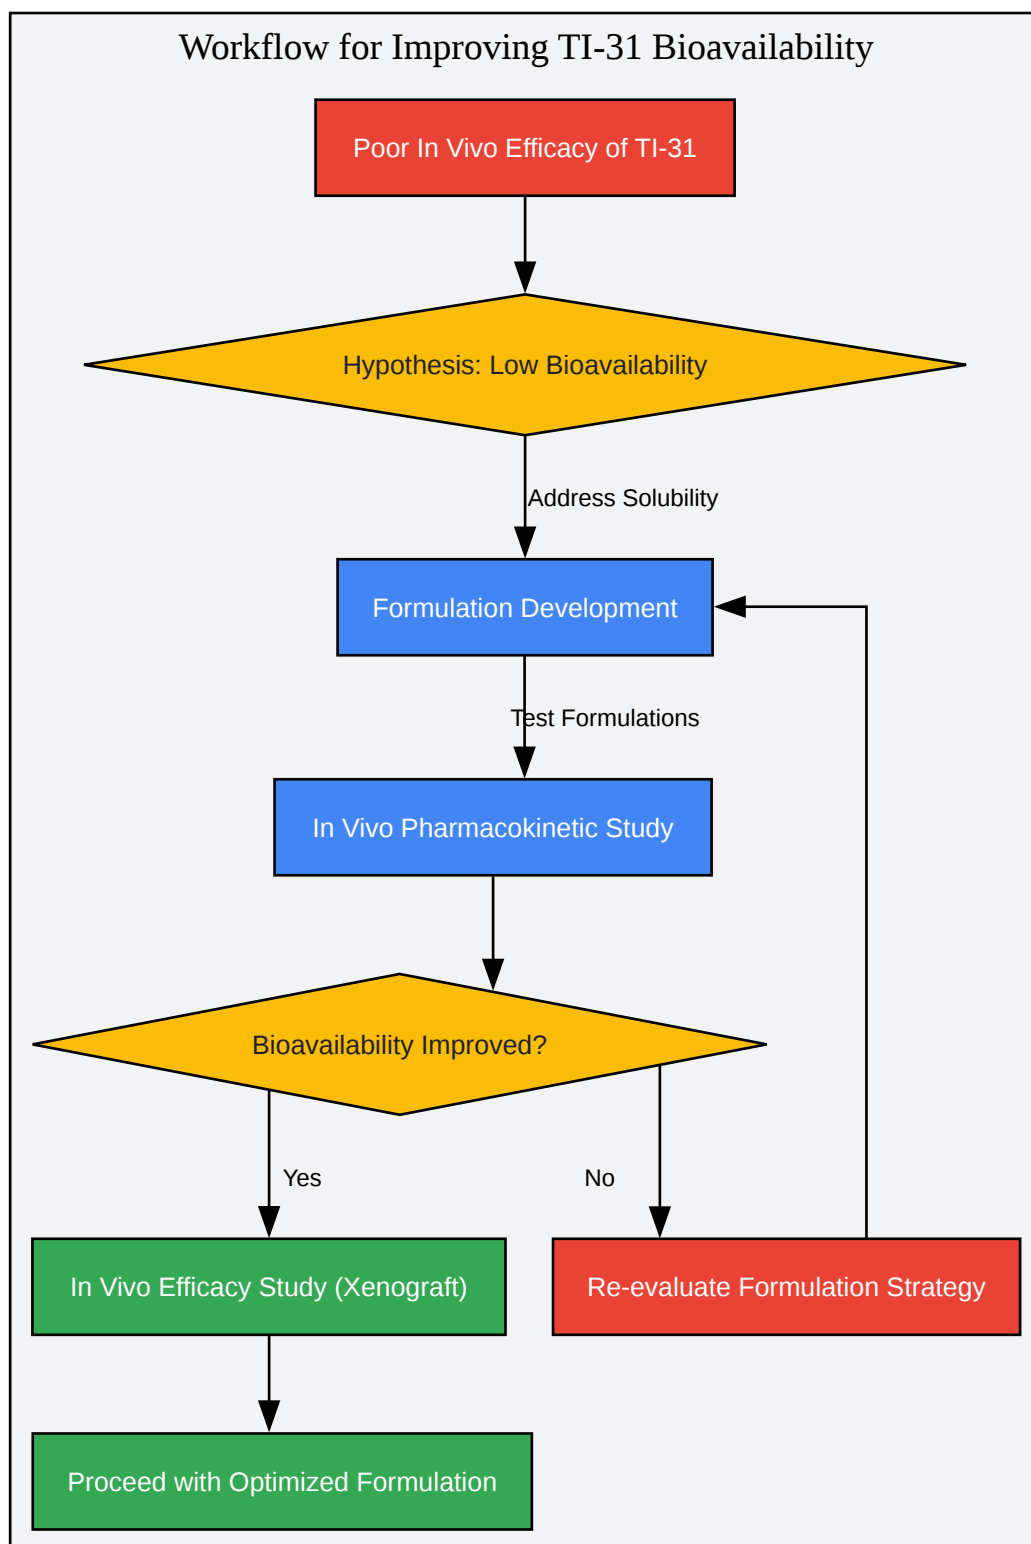 Workflow for Improving TI-31 Bioavailability
Poor In Vivo Efficacy of TI-31
Hypothesis: Low Bioavailability
Address Solubility
Formulation Development
Test Formulations
In Vivo Pharmacokinetic Study
Bioavailability Improved?
Yes
No
In Vivo Efficacy Study (Xenograft)
Re-evaluate Formulation Strategy
Proceed with Optimized Formulation